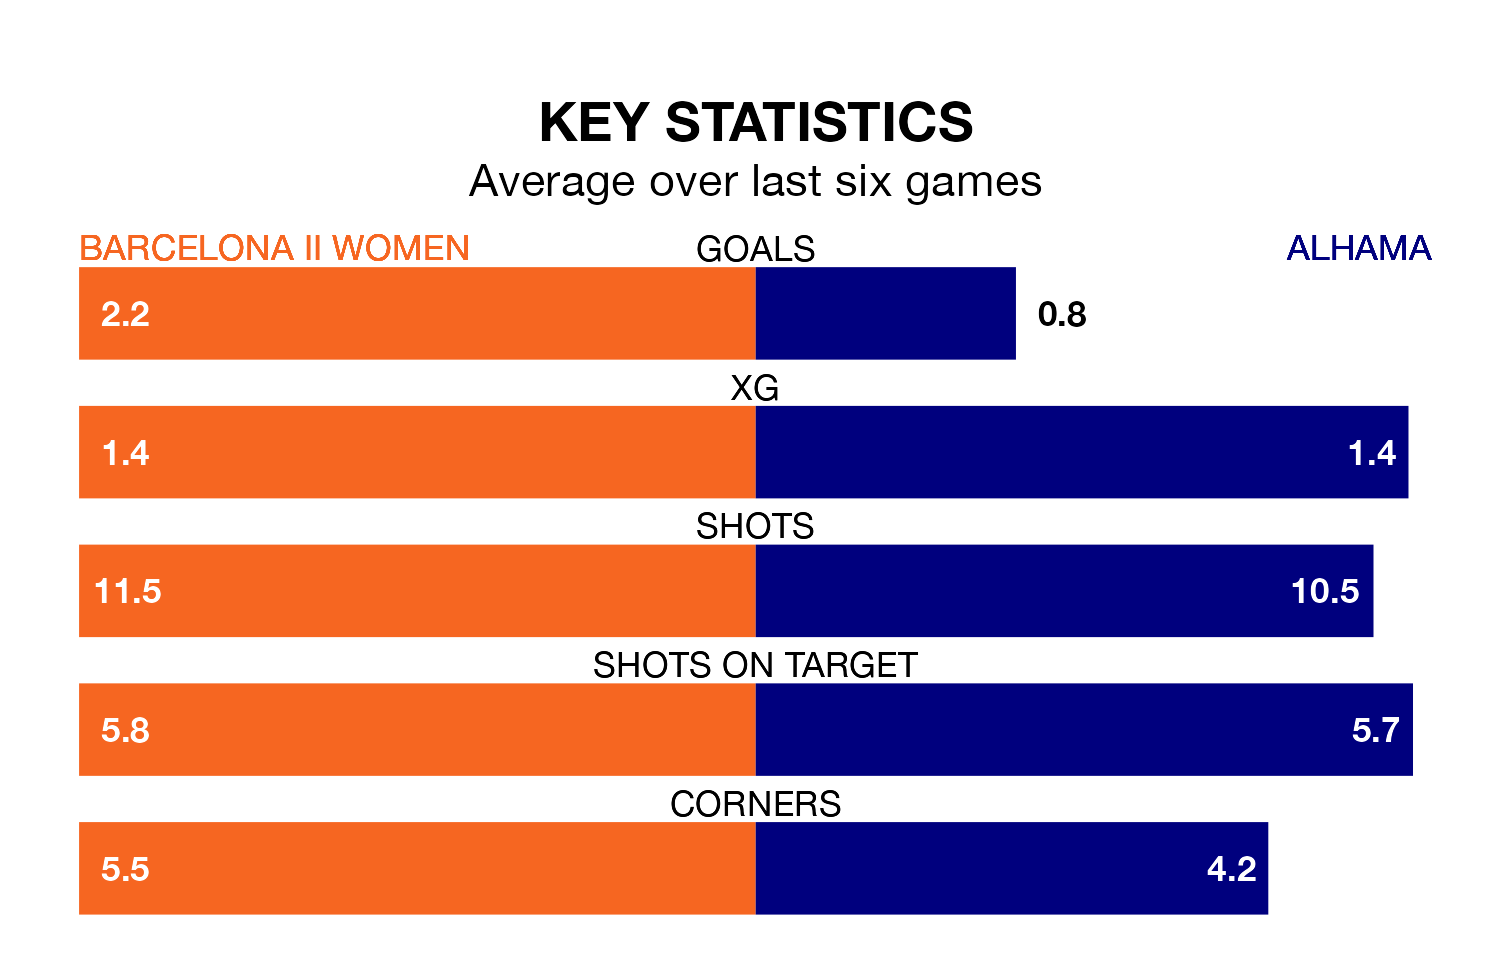 KEY STATISTICS
Average over last six games
BARCELONA II WOMEN GOALS ALHAMA
2.2 0.8
XG
1.4 1.4
SHOTS
11.5 10.5
SHOTS ON TARGET
5.8 5.7
CORNERS
5.5 4.2